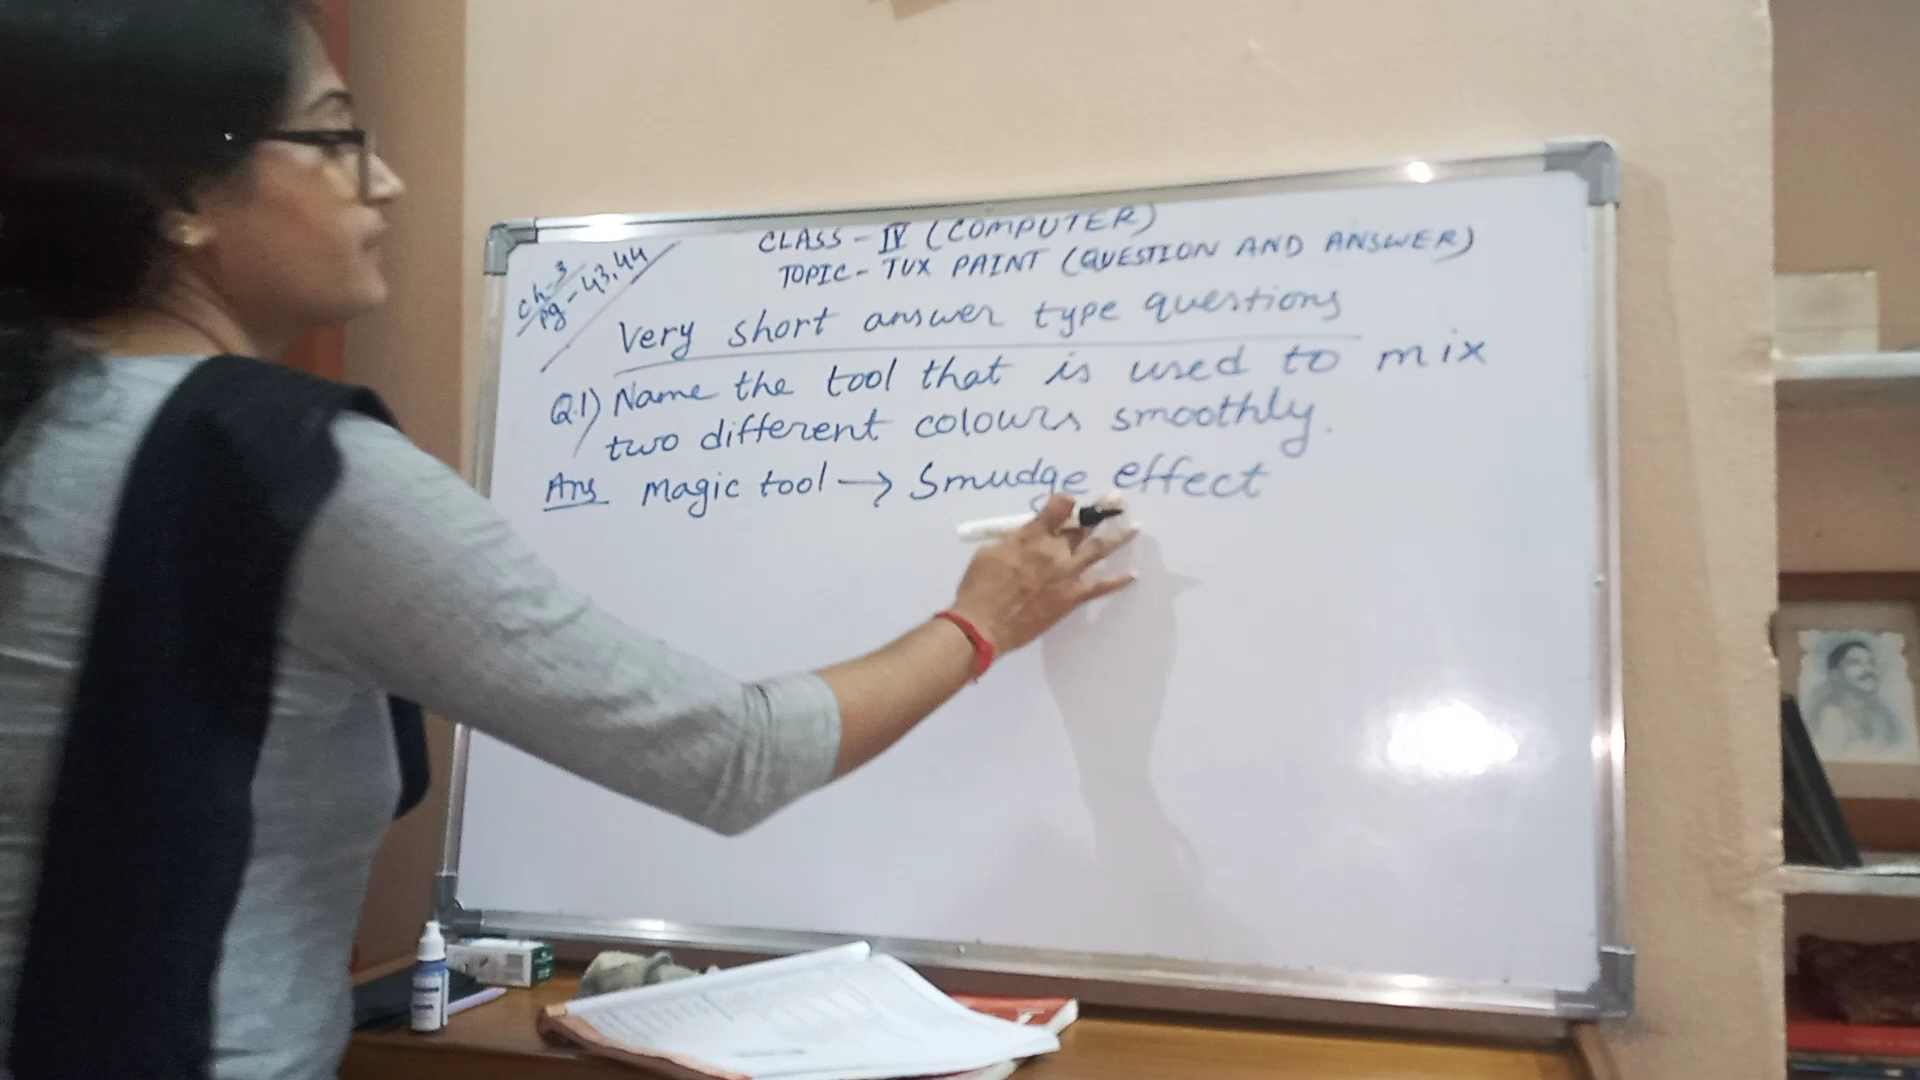 Ch-3
pg-43,44
CLASS-IV (COMPUTER)
TOPIC-TUX PAINT (QUESTION AND ANSWER)
Very short answer type questions
Q.1) Name the tool that is used to mix
two different colours smoothly.
Ans Magic tool → Smudge effect